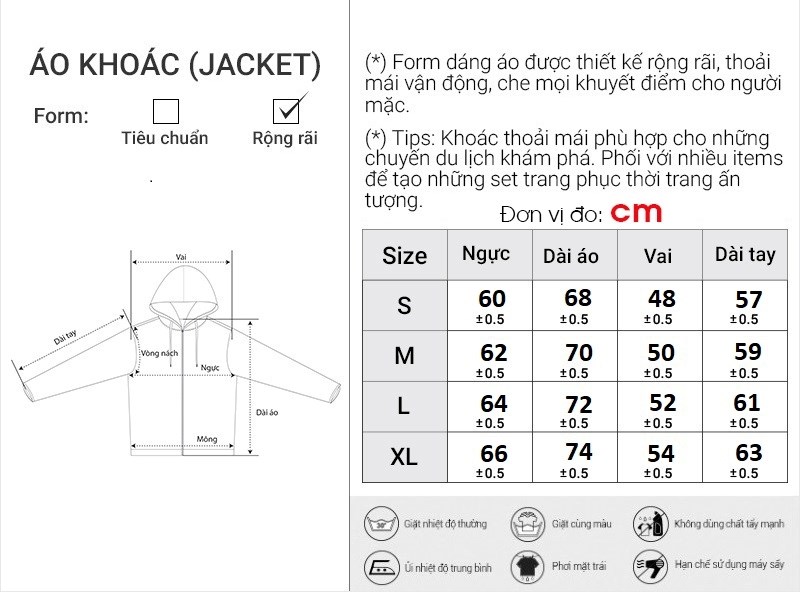 ÁO KHOÁC (JACKET)
Form:
Tiêu chuẩn
Rộng rãi
Vai
Dài tay
Vòng nách
Ngực
Dài áo
Mông
(*) Form dáng áo được thiết kế rộng rãi, thoải
mái vận động, che mọi khuyết điểm cho người
mặc.
(*) Tips: Khoác thoải mái phù hợp cho những
chuyến du lịch khám phá. Phối với nhiều items
để tạo những set trang phục thời trang ấn
tượng.
Đơn vị đo: cm
Size Ngực Dài áo Vai Dài tay
S 60 68 48 57
±0.5 ±0.5 ±0.5 ±0.5
M 62 70 50 59
±0.5 ±0.5 ±0.5 ±0.5
L 64 72 52 61
±0.5 ±0.5 ±0.5 ±0.5
XL 66 74 54 63
±0.5 ±0.5 ±0.5 ±0.5
30° Giặt nhiệt độ thường Giặt cùng màu Không dùng chất tẩy mạnh
Ủi nhiệt độ trung bình Phơi mặt trái Hạn chế sử dụng máy sấy